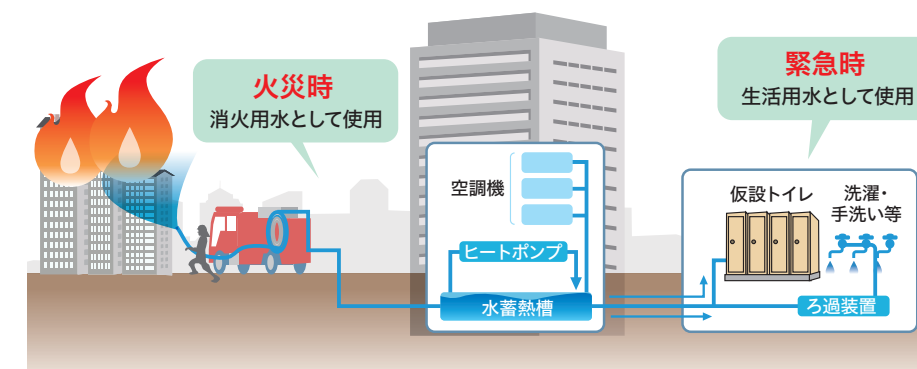 火災時
消火用水として使用
緊急時
生活用水として使用
空調機
ヒートポンプ
水蓄熱槽
仮設トイレ
洗濯・
手洗い等
ろ過装置